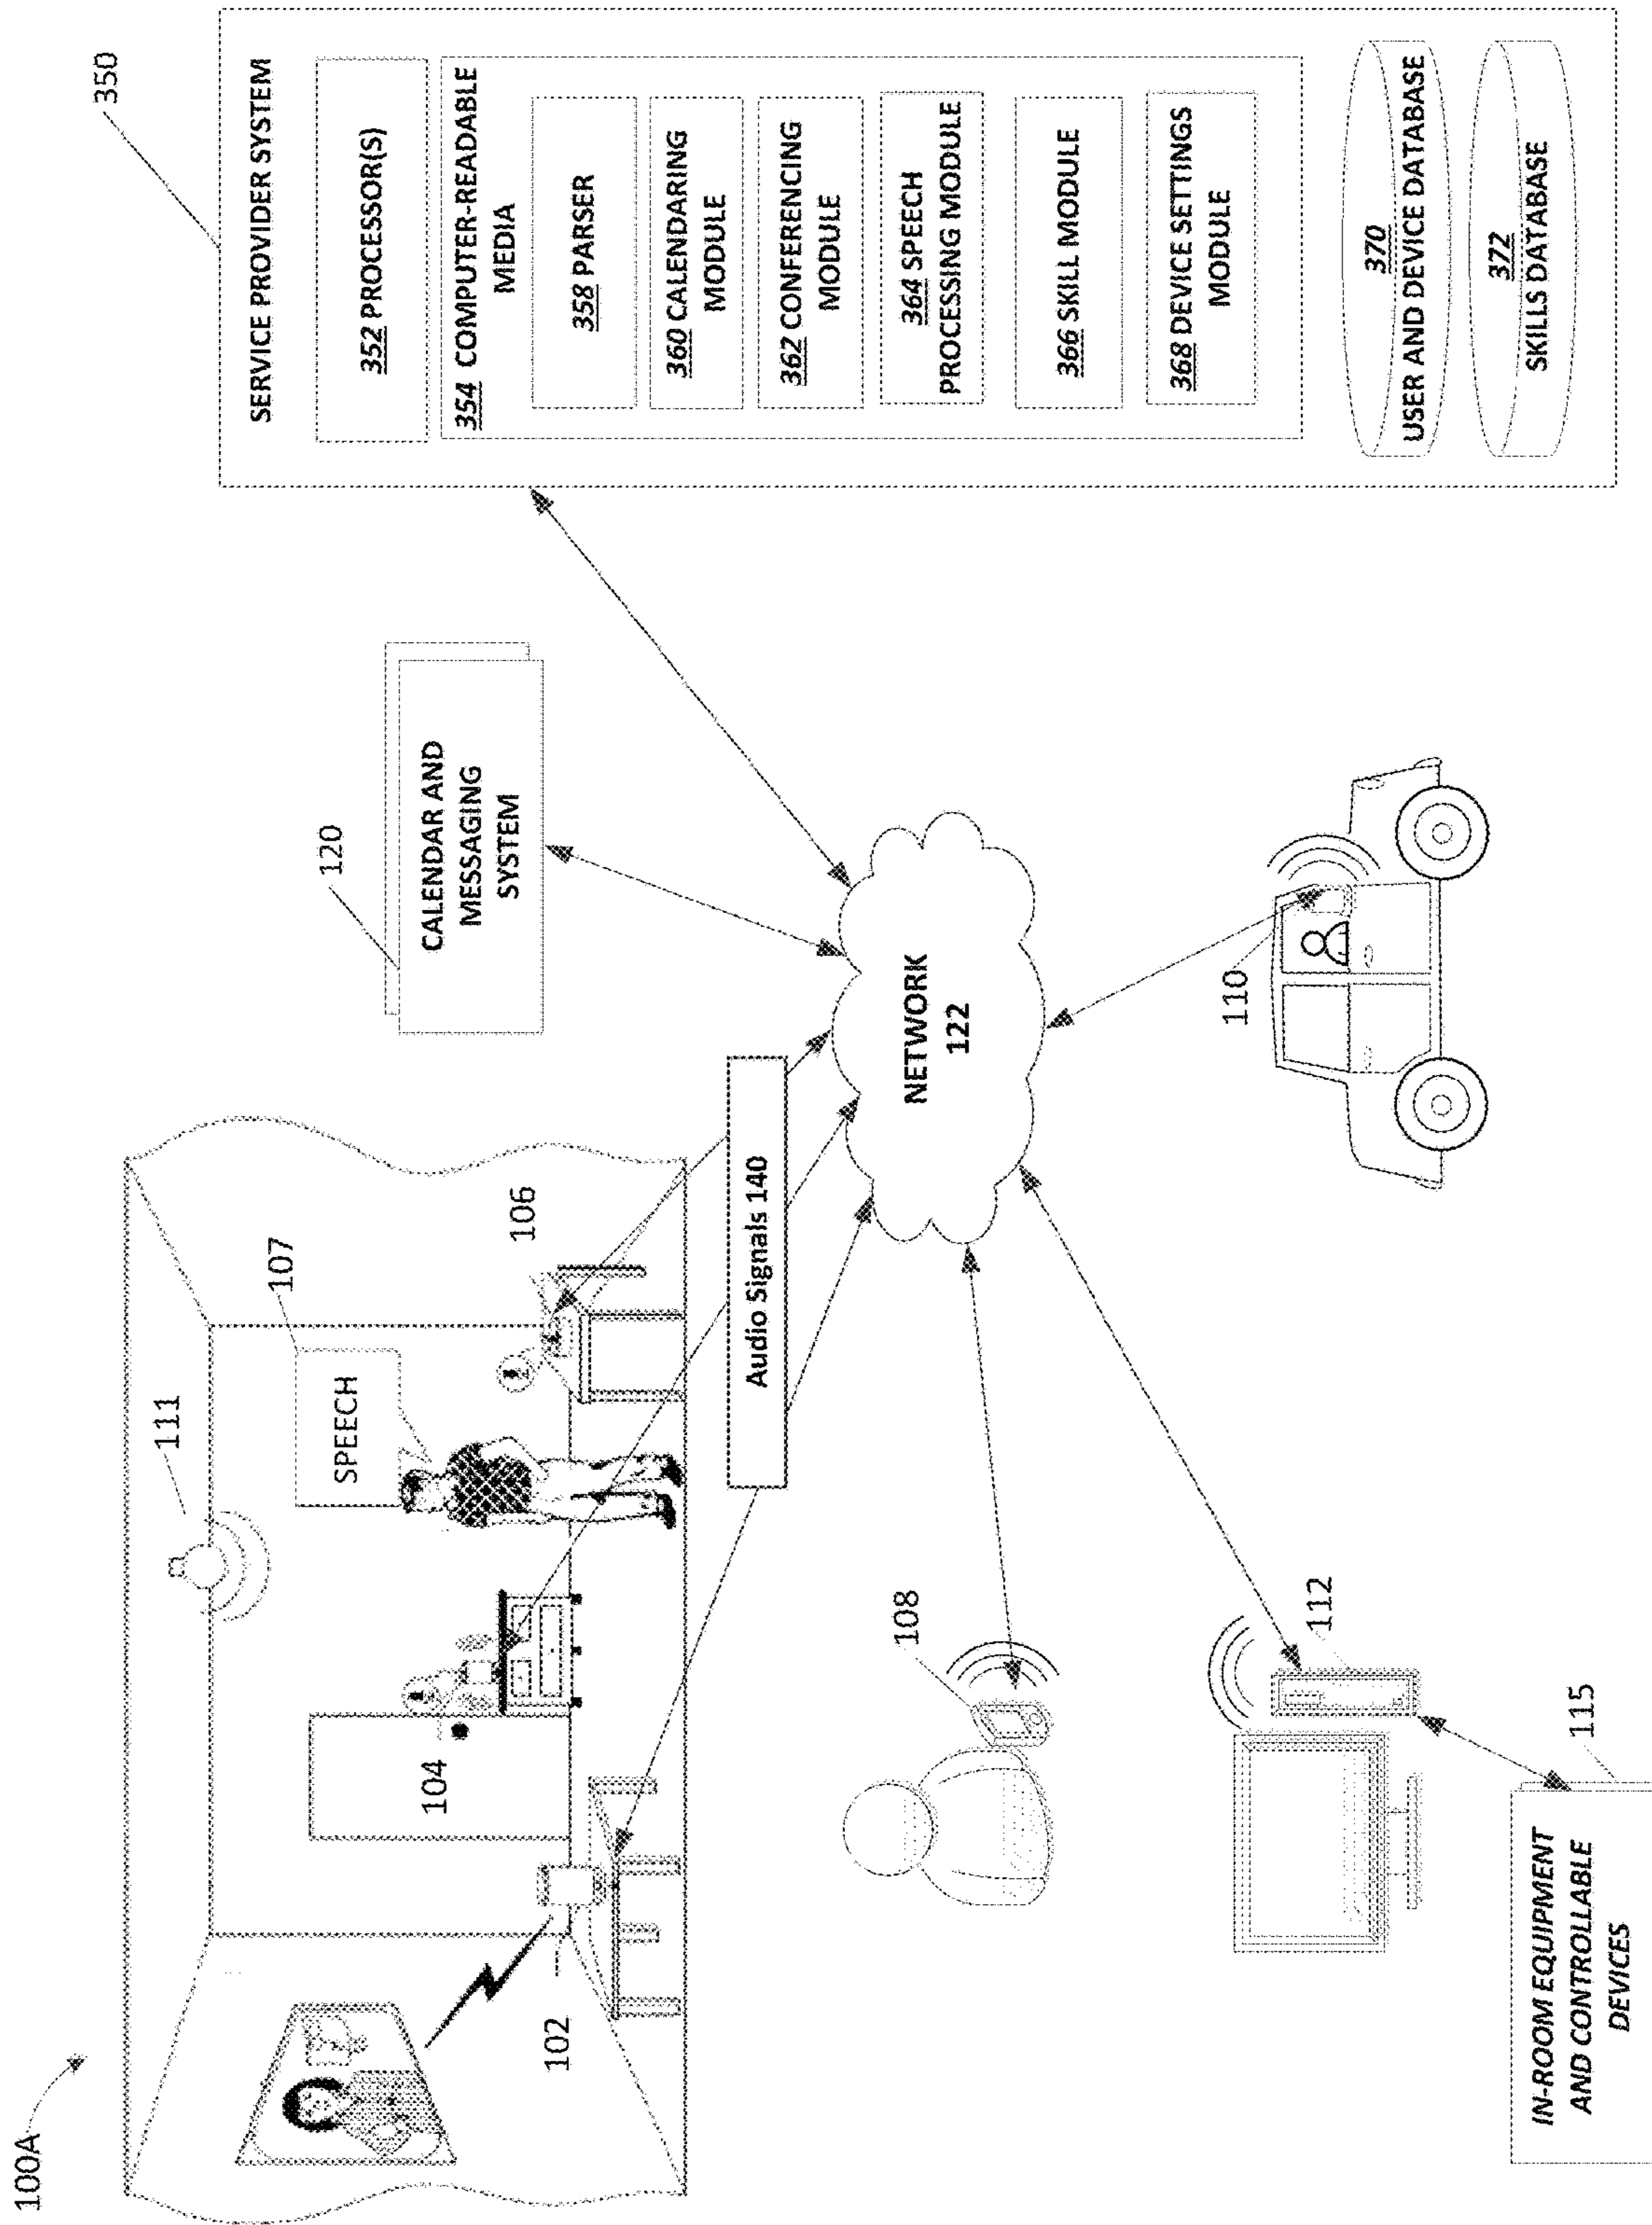 100A
111
107
SPEECH
106
104
102
120
CALENDAR AND
MESSAGING
SYSTEM
350
SERVICE PROVIDER SYSTEM
352 PROCESSOR(S)
354 COMPUTER-READABLE
MEDIA
358 PARSER
360 CALENDARING
MODULE
362 CONFERENCING
MODULE
364 SPEECH
PROCESSING MODULE
366 SKILL MODULE
368 DEVICE SETTINGS
MODULE
370
USER AND DEVICE DATABASE
372
SKILLS DATABASE
Audio Signals 140
NETWORK
122
108
110
112
115
IN-ROOM EQUIPMENT
AND CONTROLLABLE
DEVICES